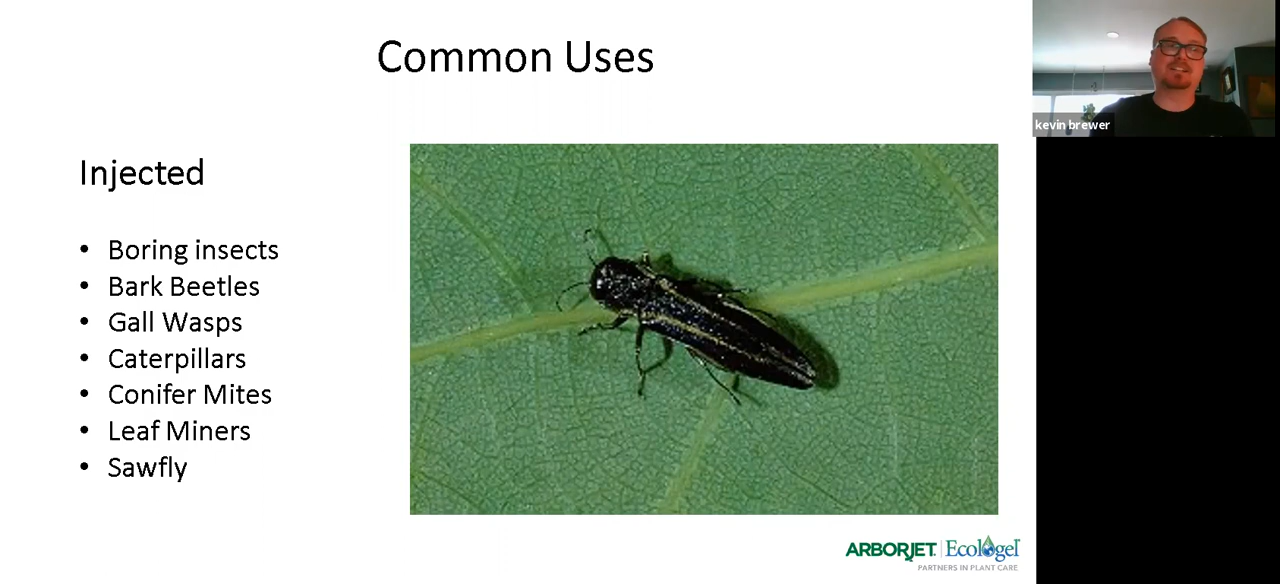 Common Uses
kevin brewer
Injected
• Boring insects
• Bark Beetles
• Gall Wasps
• Caterpillars
• Conifer Mites
• Leaf Miners
• Sawfly
ARBORJET | Ecologel
PARTNERS IN PLANT CARE